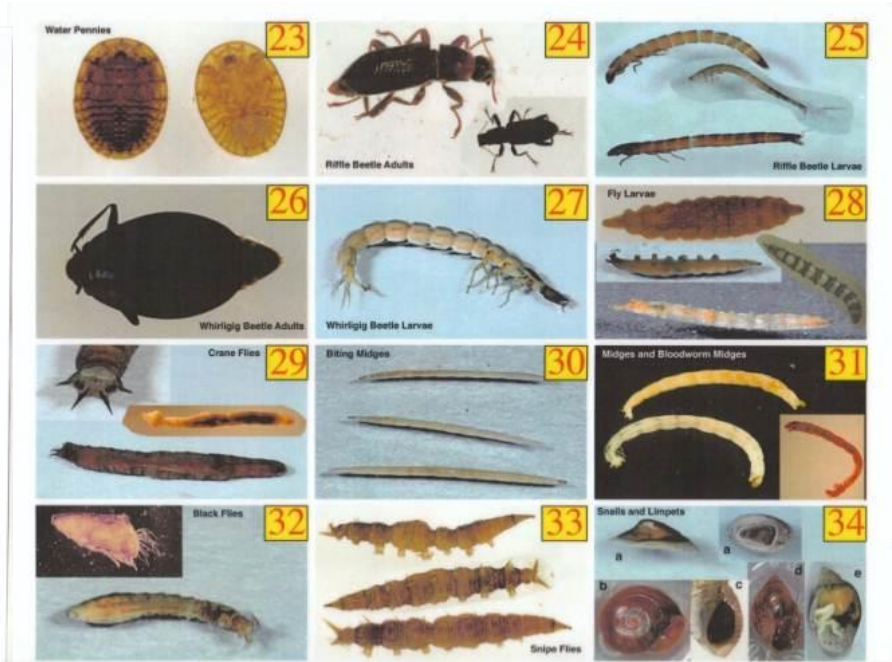 Water Pennies
23
24
Riffle Beetle Adults
25
Riffle Beetle Larvae
26
Whirligig Beetle Adults
27
Whirligig Beetle Larvae
Fly Larvae
28
Crane Flies
29
Biting Midges
30
Midges and Bloodworm Midges
31
Black Flies
32
33
Snipe Flies
Snails and Limpets
34
a
a
b
c
d
e